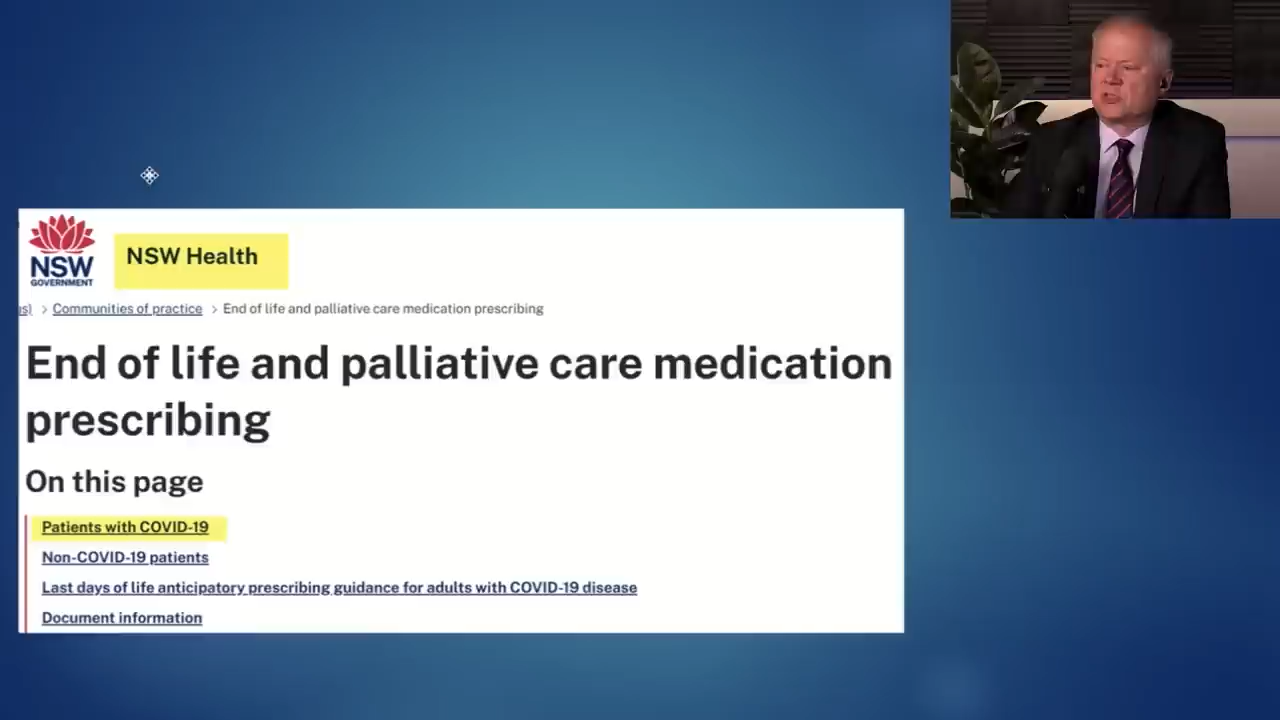 NSW
GOVERNMENT
NSW Health
Communities of practice > End of life and palliative care medication prescribing
End of life and palliative care medication
prescribing
On this page
Patients with COVID-19
Non-COVID-19 patients
Last days of life anticipatory prescribing guidance for adults with COVID-19 disease
Document information